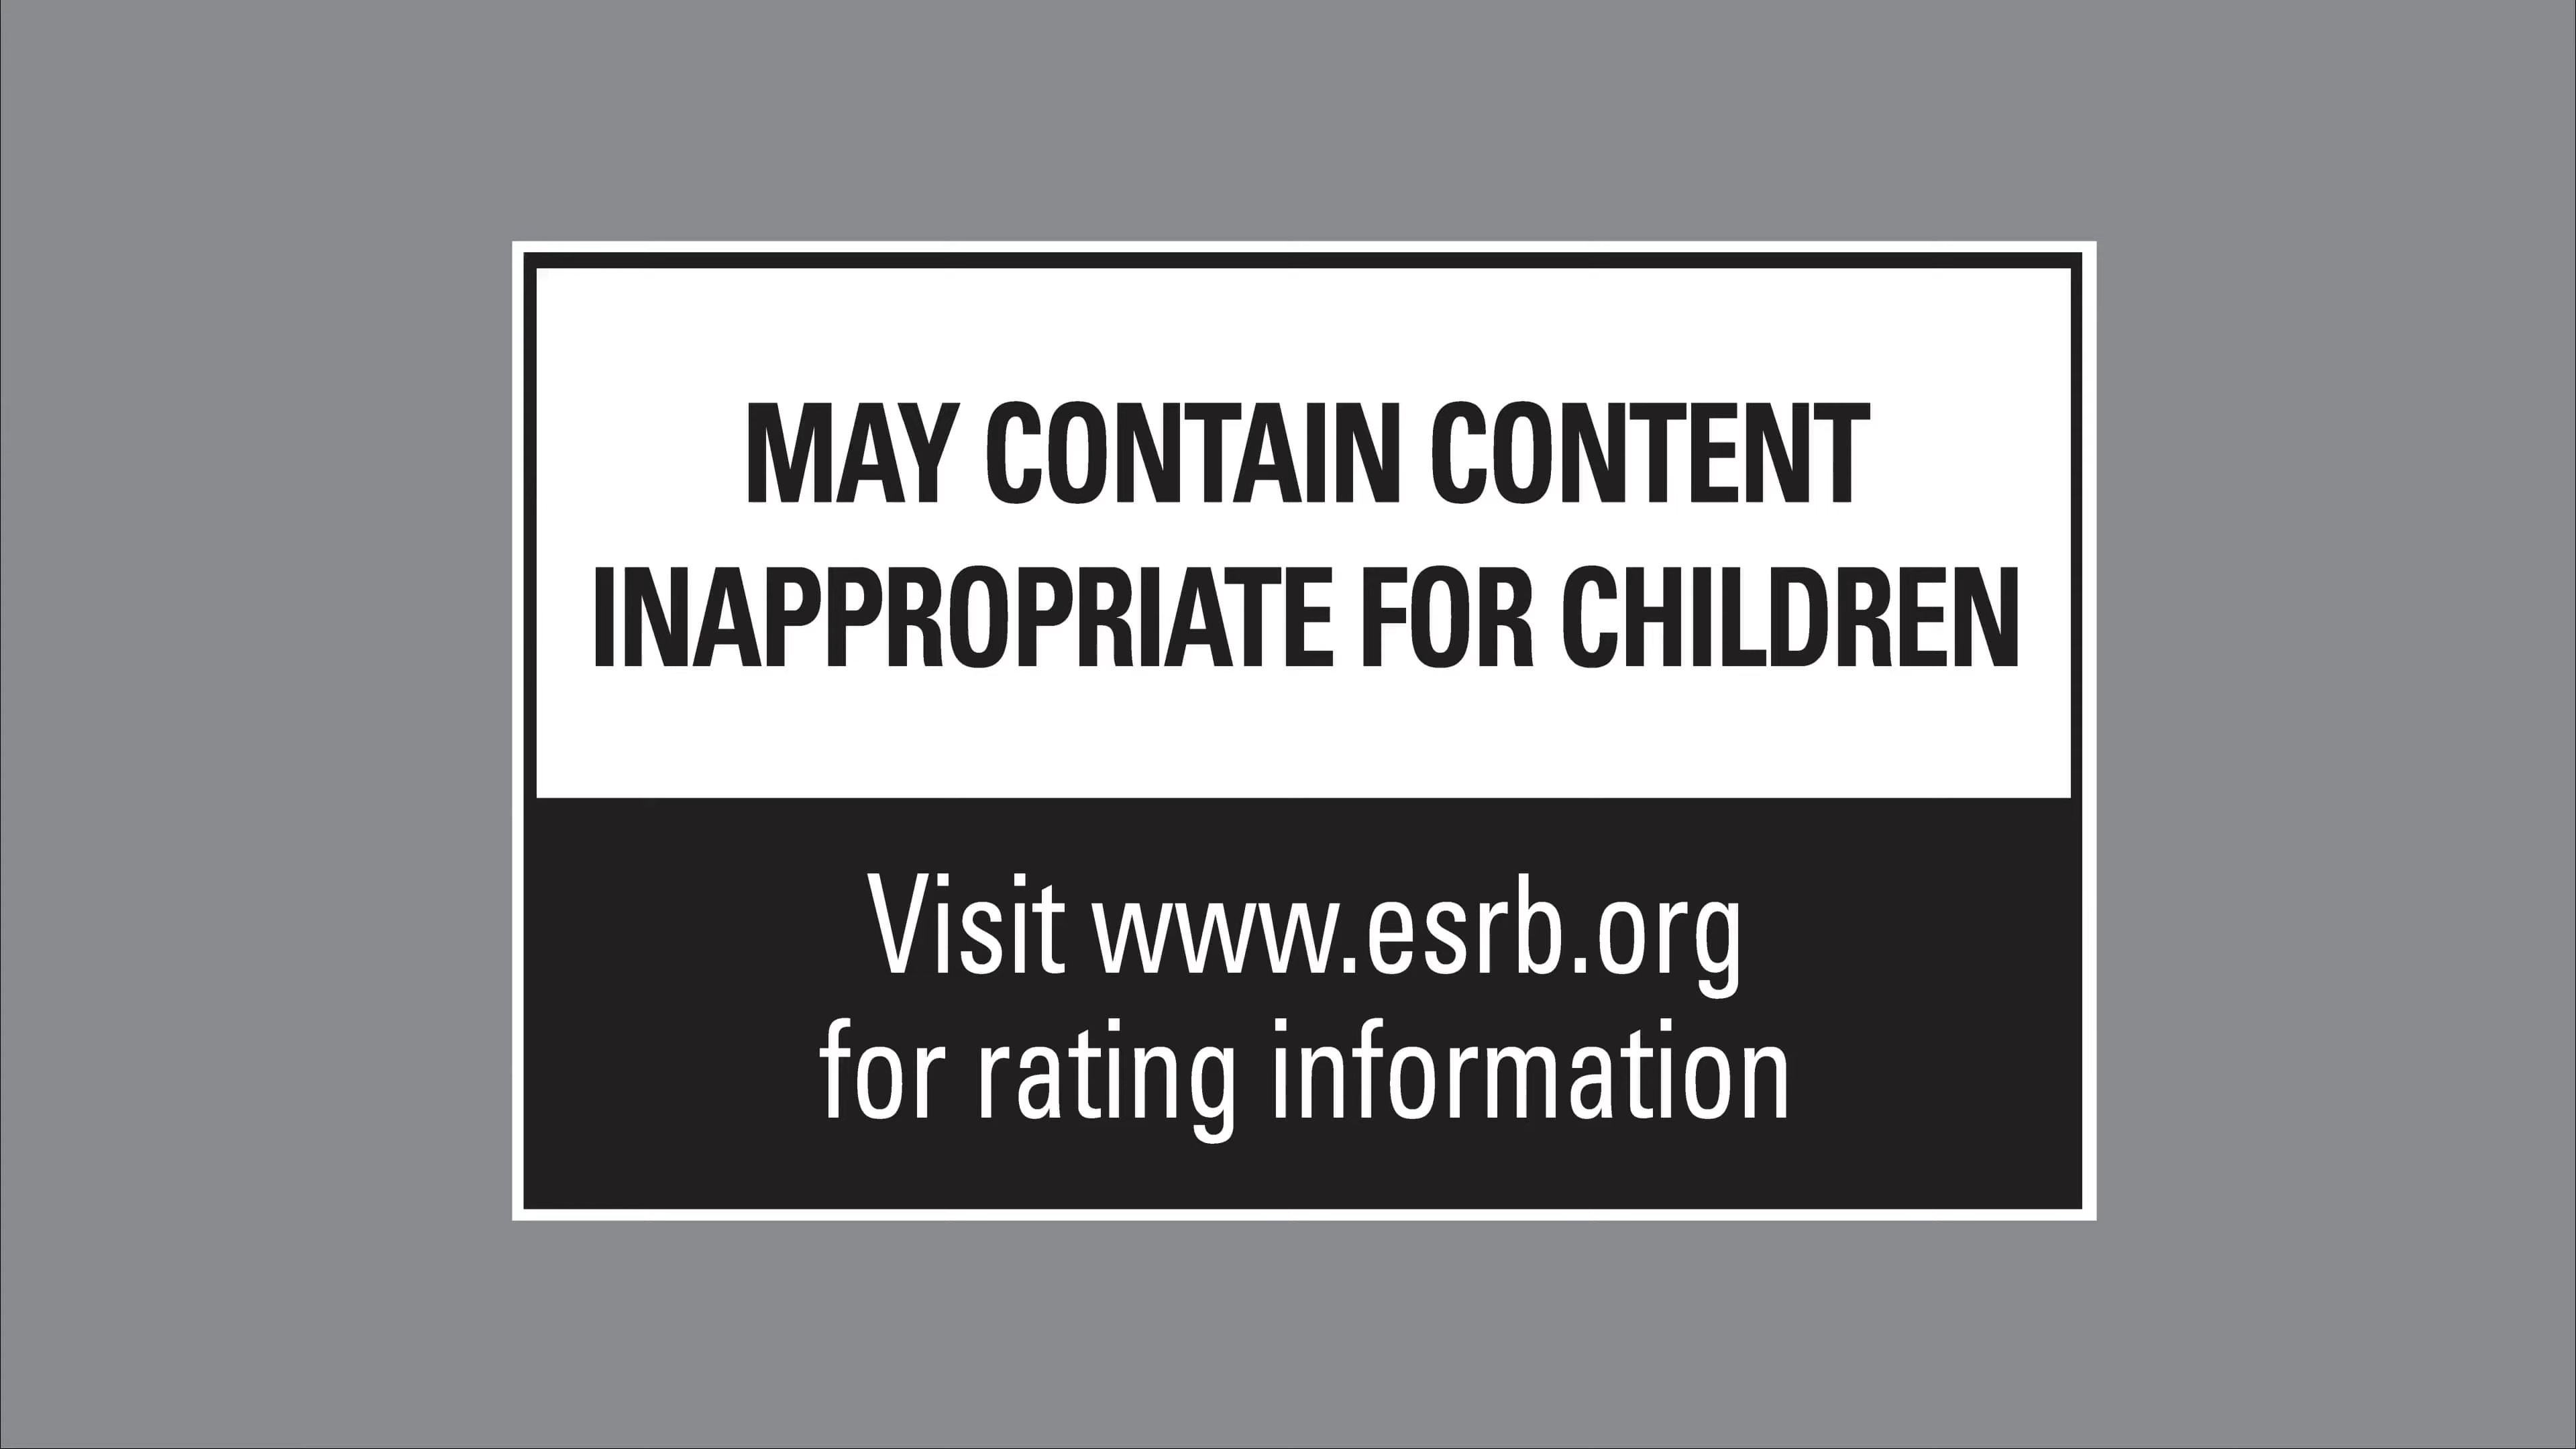 MAY CONTAIN CONTENT
INAPPROPRIATE FOR CHILDREN
Visit www.esrb.org
for rating information